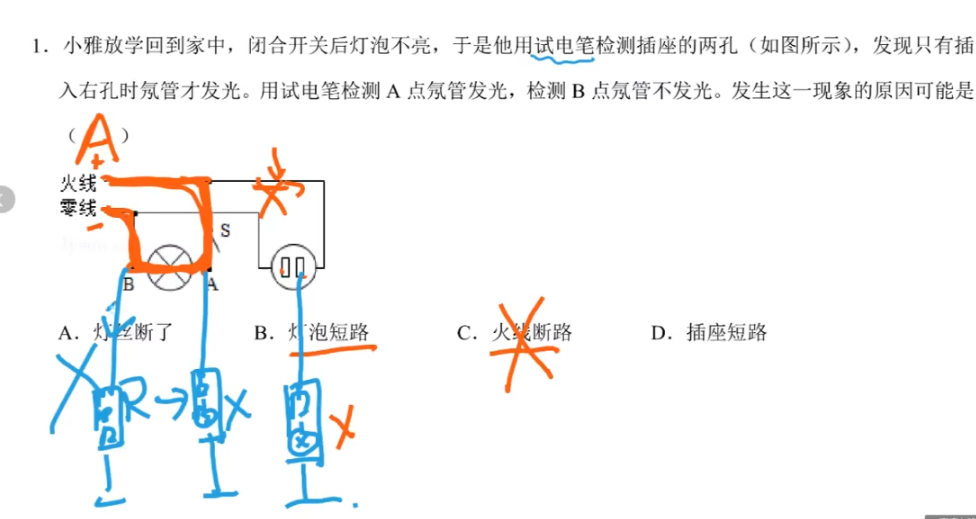 1．小雅放学回到家中，闭合开关后灯泡不亮，于是他用试电笔检测插座的两孔（如图所示），发现只有插
入右孔时氖管才发光。用试电笔检测 A 点氖管发光，检测 B 点氖管不发光。发生这一现象的原因可能是
（ A ）
火线
零线
S
B A
A．灯丝断了 B．灯泡短路 C．火线断路 D．插座短路
R